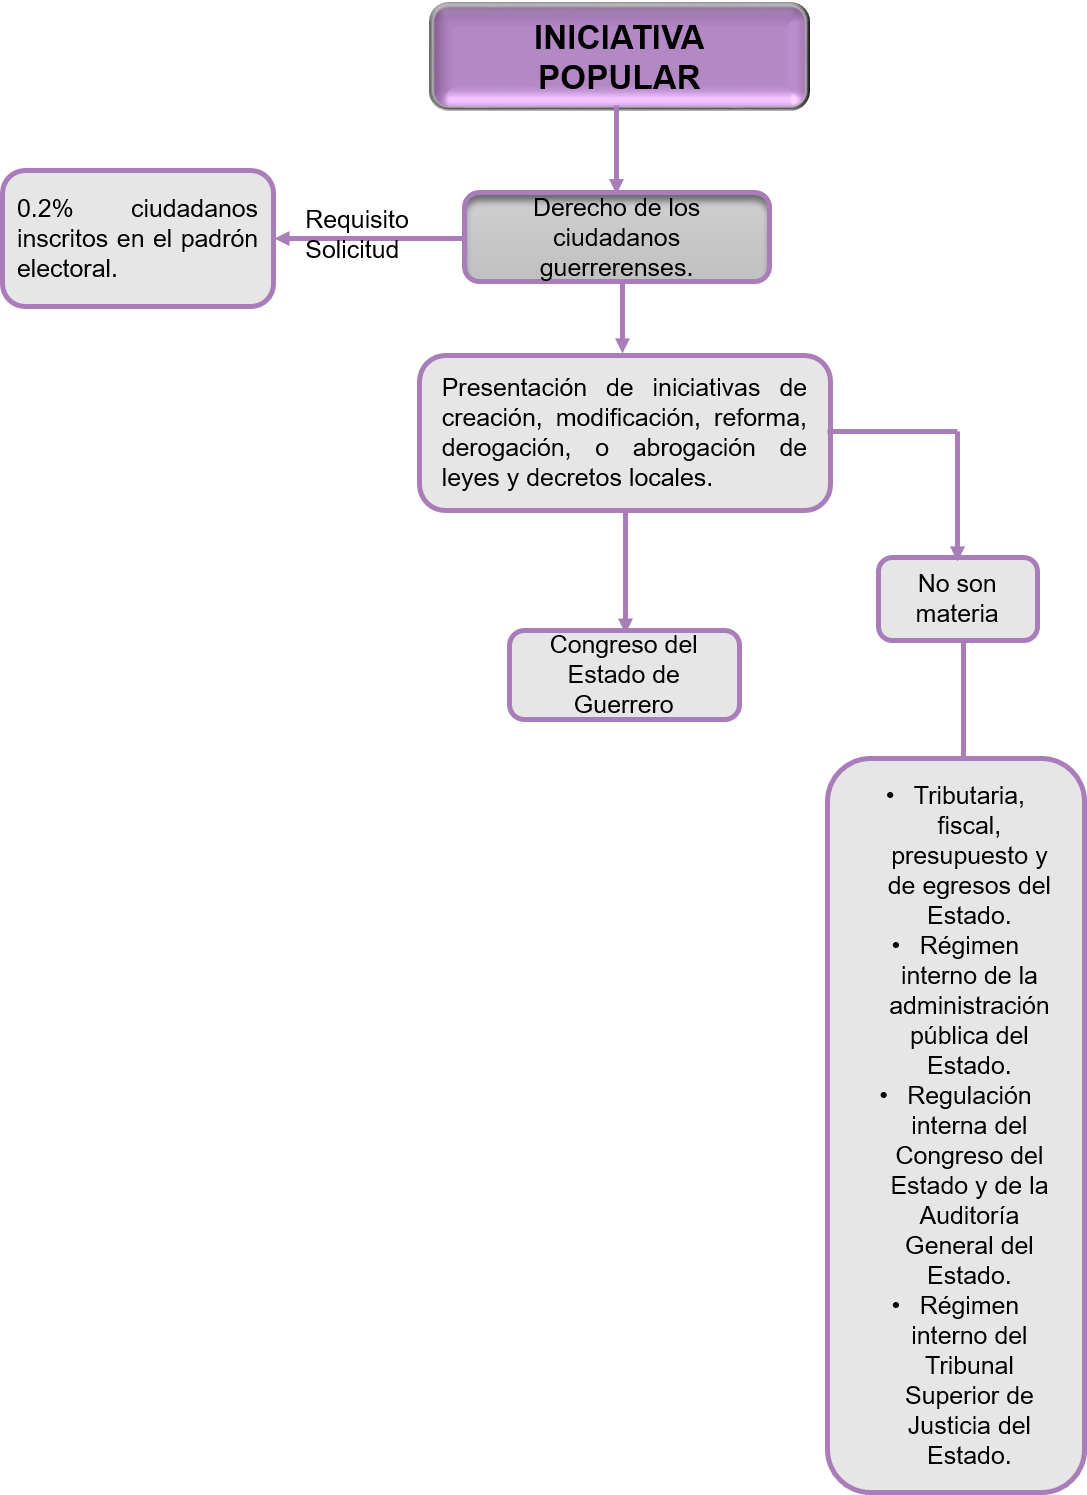 INICIATIVA
POPULAR
Derecho de los
ciudadanos
guerrerenses.
Requisito
Solicitud
0.2% ciudadanos
inscritos en el padrón
electoral.
Presentación de iniciativas de
creación, modificación, reforma,
derogación, o abrogación de
leyes y decretos locales.
Congreso del
Estado de
Guerrero
No son
materia
• Tributaria,
fiscal,
presupuesto y
de egresos del
Estado.
• Régimen
interno de la
administración
pública del
Estado.
• Regulación
interna del
Congreso del
Estado y de la
Auditoría
General del
Estado.
• Régimen
interno del
Tribunal
Superior de
Justicia del
Estado.